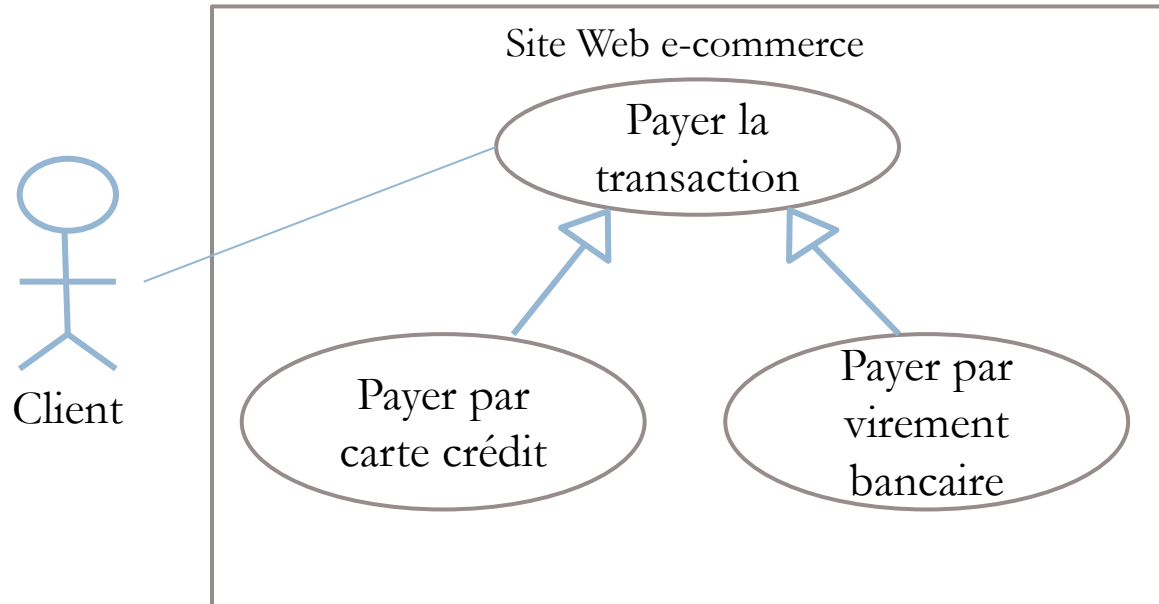 Site Web e-commerce
Payer la
transaction
Client
Payer par
carte crédit
Payer par
virement
bancaire